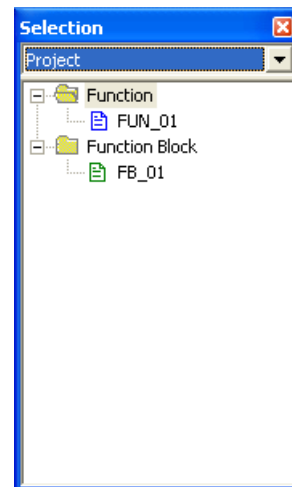 Selection
Project
Function
FUN_01
Function Block
FB_01